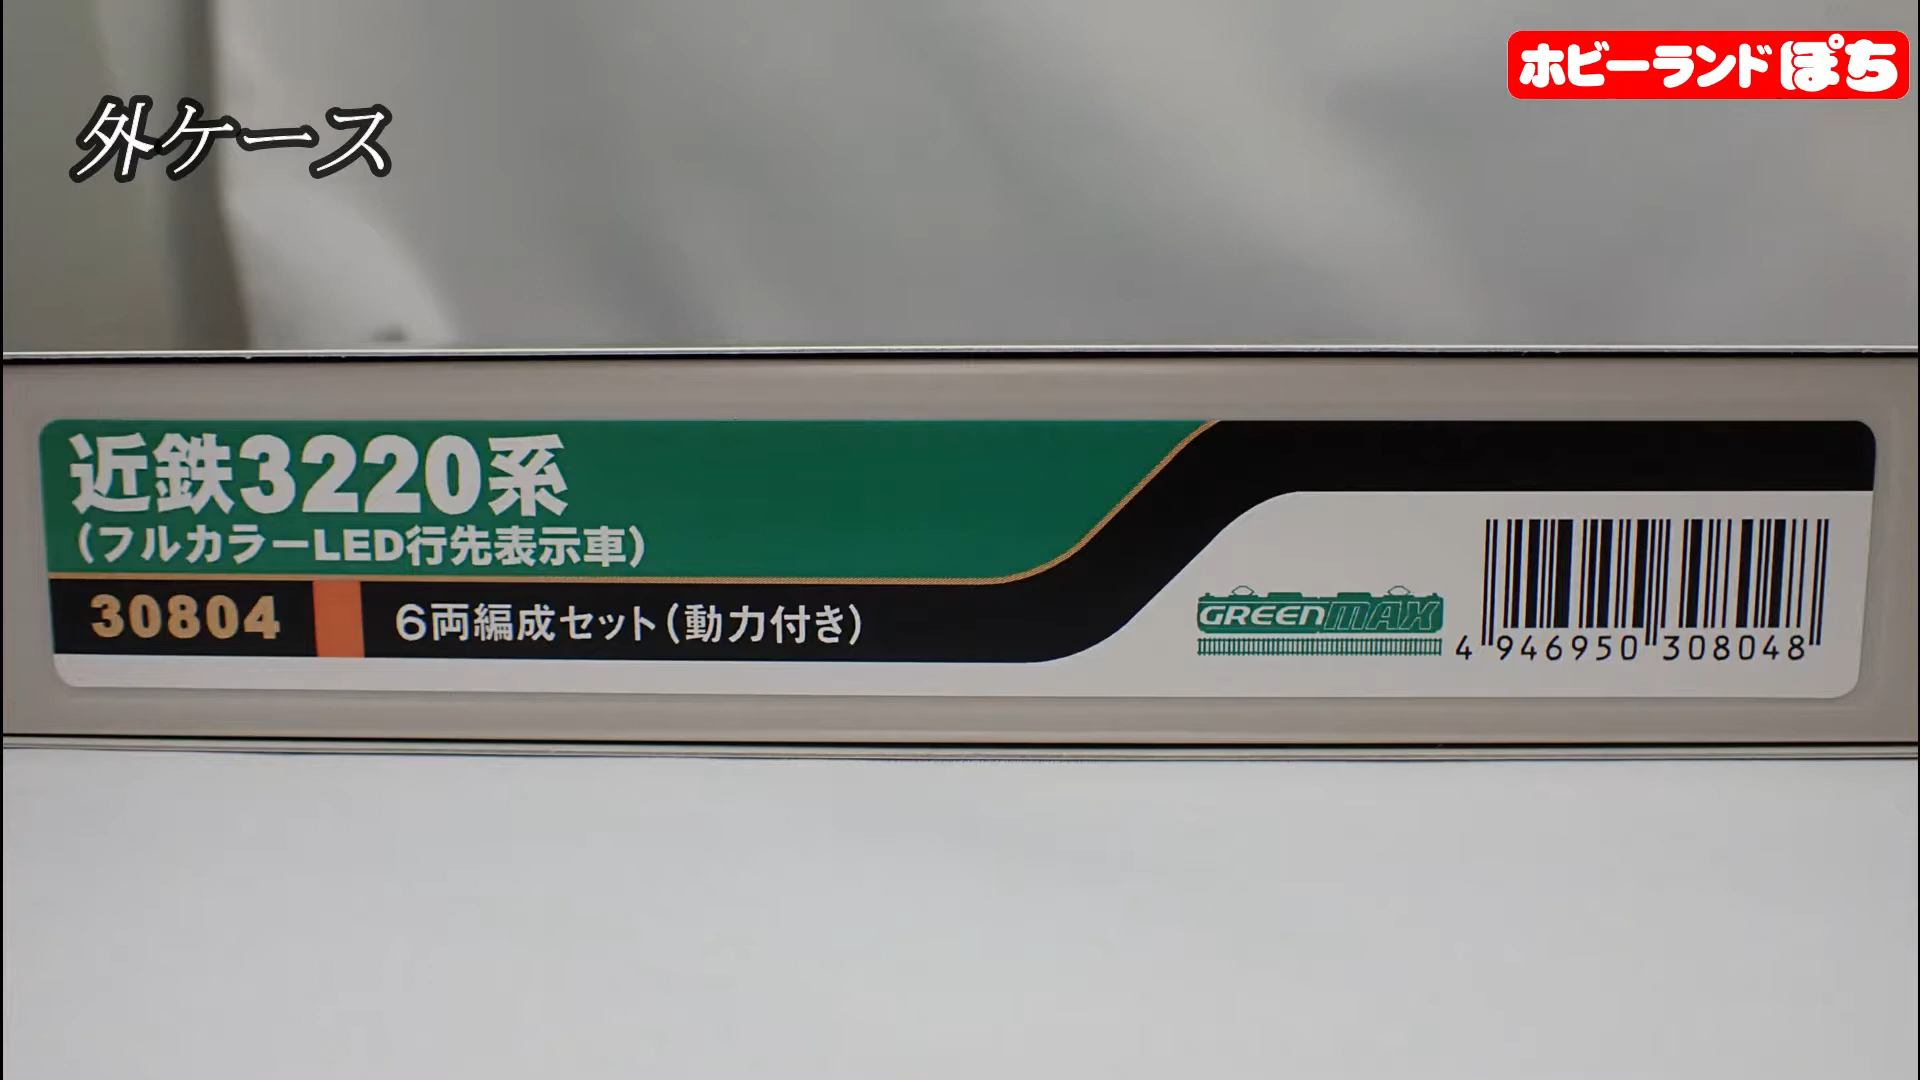 ホビーランドぽち
外ケース
近鉄3220系
(フルカラーLED行先表示車)
30804 6両編成セット(動力付き)
GREENMAX
4 946950 308048